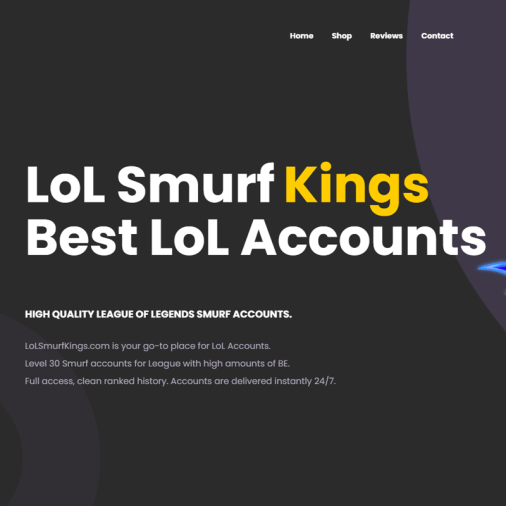 Home Shop Reviews Contact
LoL Smurf Kings
Best LoL Accounts
HIGH QUALITY LEAGUE OF LEGENDS SMURF ACCOUNTS.
LoLSmurfKings.com is your go-to place for LoL Accounts.
Level 30 Smurf accounts for League with high amounts of BE.
Full access, clean ranked history. Accounts are delivered instantly 24/7.